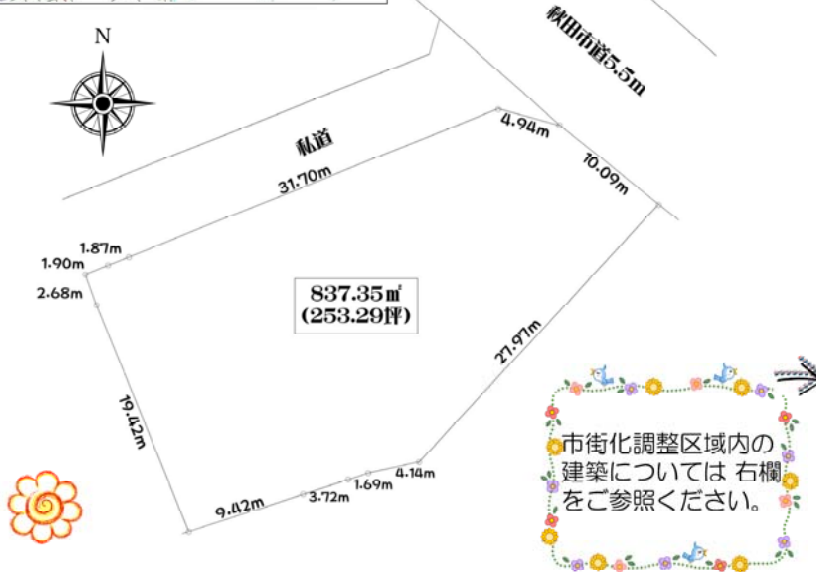 N
秋田市道5.5m
私道
4.94m
10.09m
31.70m
1.87m
1.90m
2.68m
837.35㎡
(253.29坪)
27.97m
19.42m
9.42m
3.72m
1.69m
4.14m
市街化調整区域内の
建築については 右欄
をご参照ください。